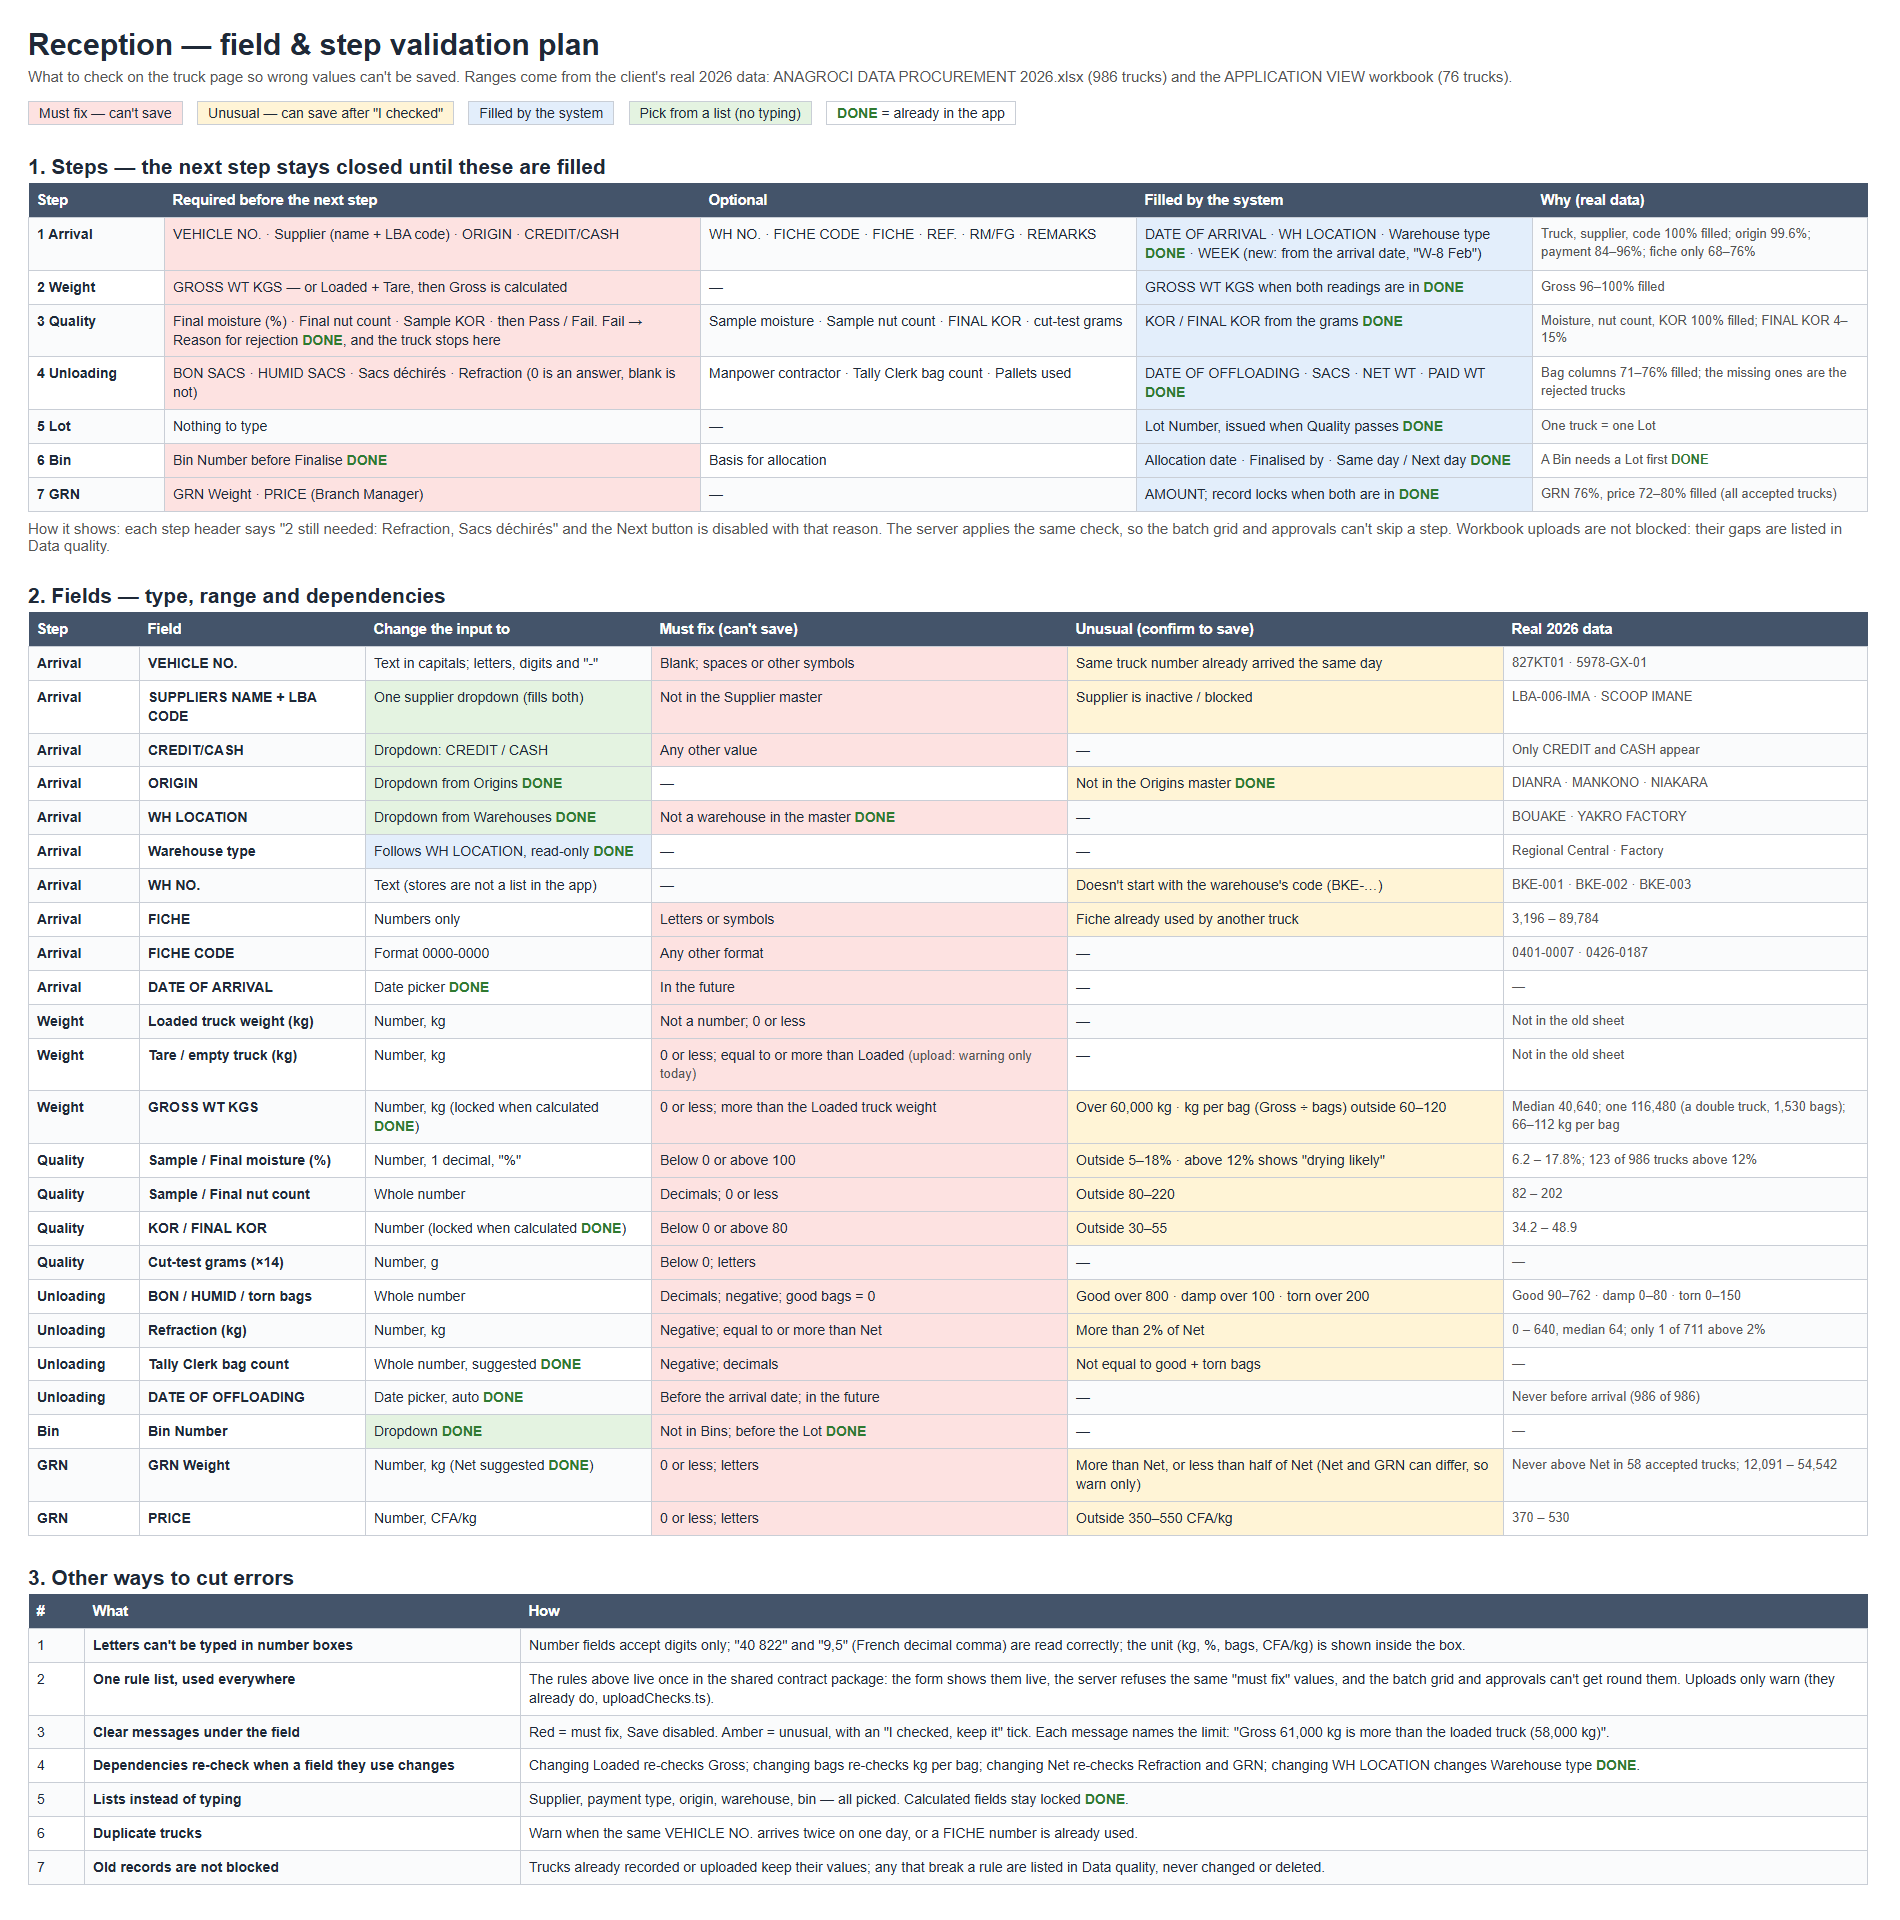 Reception — field & step validation plan
What to check on the truck page so wrong values can't be saved. Ranges come from the client's real 2026 data: ANAGROCI DATA PROCUREMENT 2026.xlsx (986 trucks) and the APPLICATION VIEW workbook (76 trucks).
Must fix — can't save
Unusual — can save after "I checked"
Filled by the system
Pick from a list (no typing)
DONE = already in the app
1. Steps — the next step stays closed until these are filled
Step Required before the next step Optional Filled by the system Why (real data)
1 Arrival
VEHICLE NO. · Supplier (name + LBA code) · ORIGIN · CREDIT/CASH
WH NO. · FICHE CODE · FICHE · REF. · RM/FG · REMARKS
DATE OF ARRIVAL · WH LOCATION · Warehouse type
DONE · WEEK (new: from the arrival date, "W-8 Feb")
Truck, supplier, code 100% filled; origin 99.6%;
payment 84–96%; fiche only 68–76%
2 Weight
GROSS WT KGS — or Loaded + Tare, then Gross is calculated
—
GROSS WT KGS when both readings are in DONE
Gross 96–100% filled
3 Quality
Final moisture (%) · Final nut count · Sample KOR · then Pass / Fail. Fail →
Reason for rejection DONE, and the truck stops here
Sample moisture · Sample nut count · FINAL KOR · cut-test grams
KOR / FINAL KOR from the grams DONE
Moisture, nut count, KOR 100% filled; FINAL KOR 4–
15%
4 Unloading
BON SACS · HUMID SACS · Sacs déchirés · Refraction (0 is an answer, blank is
not)
Manpower contractor · Tally Clerk bag count · Pallets used
DATE OF OFFLOADING · SACS · NET WT · PAID WT
DONE
Bag columns 71–76% filled; the missing ones are the
rejected trucks
5 Lot
Nothing to type
—
Lot Number, issued when Quality passes DONE
One truck = one Lot
6 Bin
Bin Number before Finalise DONE
Basis for allocation
Allocation date · Finalised by · Same day / Next day DONE
A Bin needs a Lot first DONE
7 GRN
GRN Weight · PRICE (Branch Manager)
—
AMOUNT; record locks when both are in DONE
GRN 76%, price 72–80% filled (all accepted trucks)
How it shows: each step header says "2 still needed: Refraction, Sacs déchirés" and the Next button is disabled with that reason. The server applies the same check, so the batch grid and approvals can't skip a step. Workbook uploads are not blocked: their gaps are listed in
Data quality.
2. Fields — type, range and dependencies
Step Field Change the input to Must fix (can't save) Unusual (confirm to save) Real 2026 data
Arrival
VEHICLE NO.
Text in capitals; letters, digits and "-"
Blank; spaces or other symbols
Same truck number already arrived the same day
827KT01 · 5978-GX-01
Arrival
SUPPLIERS NAME + LBA
CODE
One supplier dropdown (fills both)
Not in the Supplier master
Supplier is inactive / blocked
LBA-006-IMA · SCOOP IMANE
Arrival
CREDIT/CASH
Dropdown: CREDIT / CASH
Any other value
—
Only CREDIT and CASH appear
Arrival
ORIGIN
Dropdown from Origins DONE
—
Not in the Origins master DONE
DIANRA · MANKONO · NIAKARA
Arrival
WH LOCATION
Dropdown from Warehouses DONE
Not a warehouse in the master DONE
—
BOUAKE · YAKRO FACTORY
Arrival
Warehouse type
Follows WH LOCATION, read-only DONE
—
—
Regional Central · Factory
Arrival
WH NO.
Text (stores are not a list in the app)
—
Doesn't start with the warehouse's code (BKE-…)
BKE-001 · BKE-002 · BKE-003
Arrival
FICHE
Numbers only
Letters or symbols
Fiche already used by another truck
3,196 – 89,784
Arrival
FICHE CODE
Format 0000-0000
Any other format
—
0401-0007 · 0426-0187
Arrival
DATE OF ARRIVAL
Date picker DONE
In the future
—
—
Weight
Loaded truck weight (kg)
Number, kg
Not a number; 0 or less
—
Not in the old sheet
Weight
Tare / empty truck (kg)
Number, kg
0 or less; equal to or more than Loaded (upload: warning only
today)
—
Not in the old sheet
Weight
GROSS WT KGS
Number, kg (locked when calculated
DONE)
0 or less; more than the Loaded truck weight
Over 60,000 kg · kg per bag (Gross ÷ bags) outside 60–120
Median 40,640; one 116,480 (a double truck, 1,530 bags);
66–112 kg per bag
Quality
Sample / Final moisture (%)
Number, 1 decimal, "%"
Below 0 or above 100
Outside 5–18% · above 12% shows "drying likely"
6.2 – 17.8%; 123 of 986 trucks above 12%
Quality
Sample / Final nut count
Whole number
Decimals; 0 or less
Outside 80–220
82 – 202
Quality
KOR / FINAL KOR
Number (locked when calculated DONE)
Below 0 or above 80
Outside 30–55
34.2 – 48.9
Quality
Cut-test grams (×14)
Number, g
Below 0; letters
—
—
Unloading
BON / HUMID / torn bags
Whole number
Decimals; negative; good bags = 0
Good over 800 · damp over 100 · torn over 200
Good 90–762 · damp 0–80 · torn 0–150
Unloading
Refraction (kg)
Number, kg
Negative; equal to or more than Net
More than 2% of Net
0 – 640, median 64; only 1 of 711 above 2%
Unloading
Tally Clerk bag count
Whole number, suggested DONE
Negative; decimals
Not equal to good + torn bags
—
Unloading
DATE OF OFFLOADING
Date picker, auto DONE
Before the arrival date; in the future
—
Never before arrival (986 of 986)
Bin
Bin Number
Dropdown DONE
Not in Bins; before the Lot DONE
—
—
GRN
GRN Weight
Number, kg (Net suggested DONE)
0 or less; letters
More than Net, or less than half of Net (Net and GRN can differ, so
warn only)
Never above Net in 58 accepted trucks; 12,091 – 54,542
GRN
PRICE
Number, CFA/kg
0 or less; letters
Outside 350–550 CFA/kg
370 – 530
3. Other ways to cut errors
# What How
1
Letters can't be typed in number boxes
Number fields accept digits only; "40 822" and "9,5" (French decimal comma) are read correctly; the unit (kg, %, bags, CFA/kg) is shown inside the box.
2
One rule list, used everywhere
The rules above live once in the shared contract package: the form shows them live, the server refuses the same "must fix" values, and the batch grid and approvals can't get round them. Uploads only warn (they
already do, uploadChecks.ts).
3
Clear messages under the field
Red = must fix, Save disabled. Amber = unusual, with an "I checked, keep it" tick. Each message names the limit: "Gross 61,000 kg is more than the loaded truck (58,000 kg)".
4
Dependencies re-check when a field they use changes
Changing Loaded re-checks Gross; changing bags re-checks kg per bag; changing Net re-checks Refraction and GRN; changing WH LOCATION changes Warehouse type DONE.
5
Lists instead of typing
Supplier, payment type, origin, warehouse, bin — all picked. Calculated fields stay locked DONE.
6
Duplicate trucks
Warn when the same VEHICLE NO. arrives twice on one day, or a FICHE number is already used.
7
Old records are not blocked
Trucks already recorded or uploaded keep their values; any that break a rule are listed in Data quality, never changed or deleted.